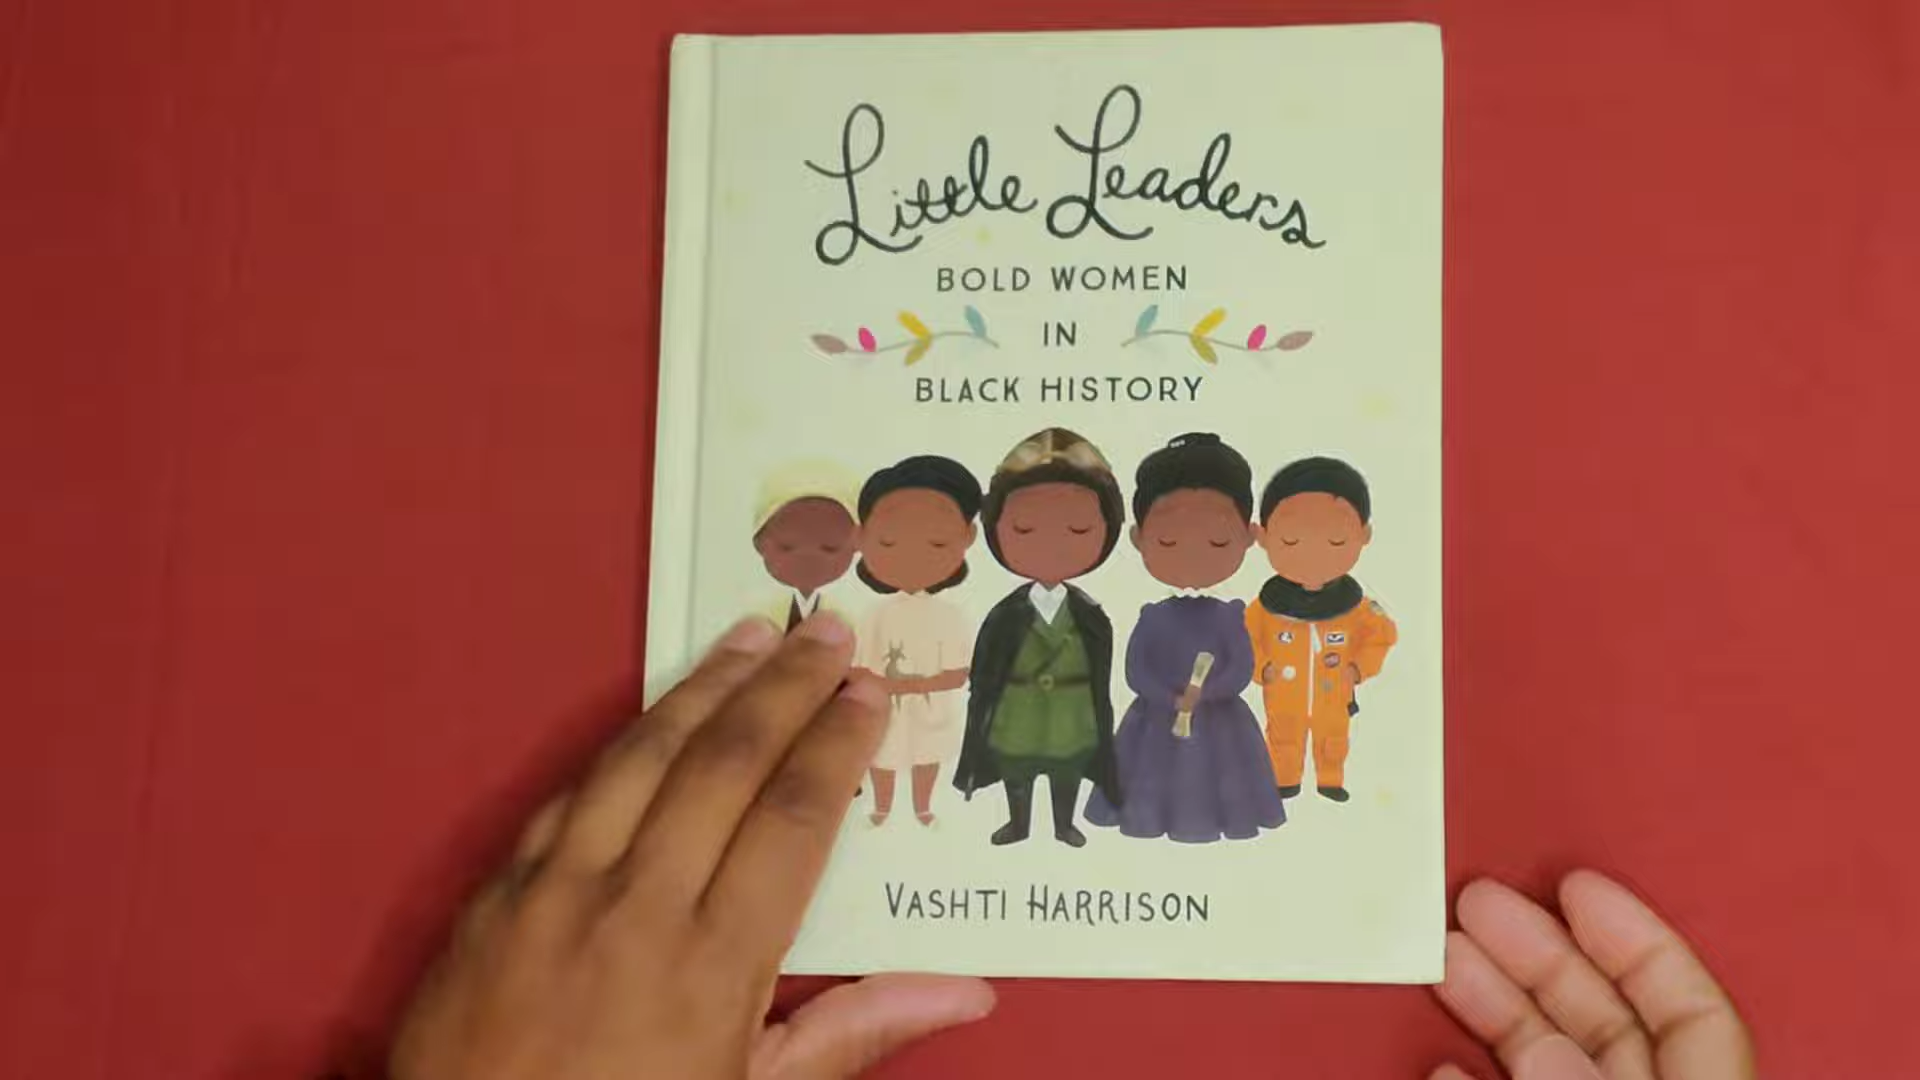 Little Leaders
BOLD WOMEN
IN
BLACK HISTORY
VASHTI HARRISON